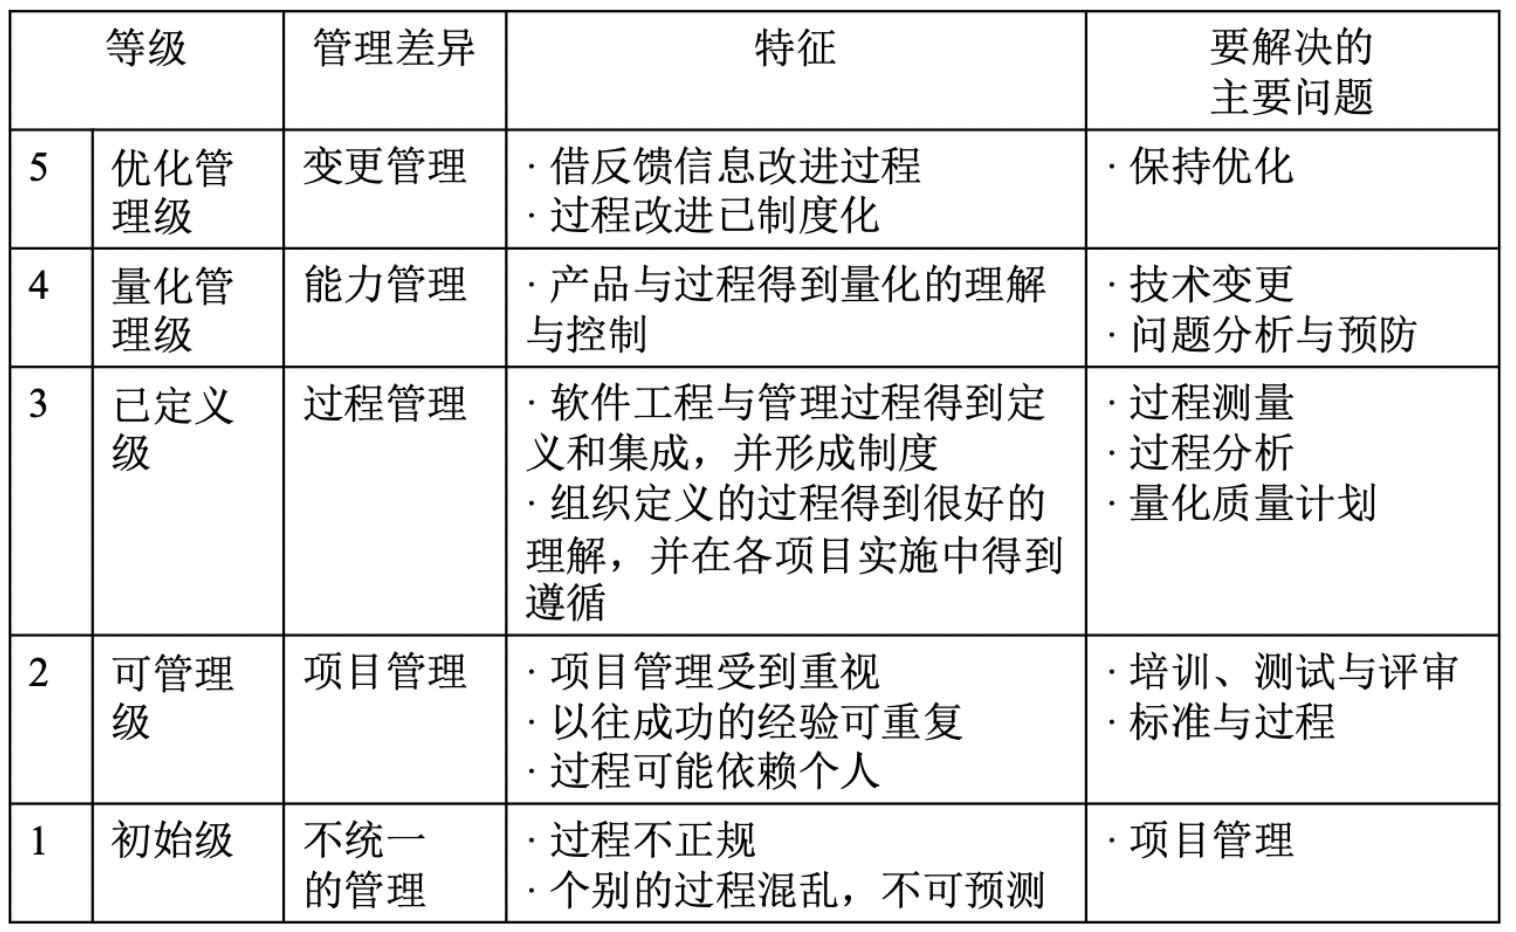 等级
管理差异
特征
要解决的
主要问题
5
优化管
理级
变更管理
· 借反馈信息改进过程
· 过程改进已制度化
· 保持优化
4
量化管
理级
能力管理
· 产品与过程得到量化的理解
与控制
· 技术变更
· 问题分析与预防
3
已定义
级
过程管理
· 软件工程与管理过程得到定
义和集成，并形成制度
· 组织定义的过程得到很好的
理解，并在各项目实施中得到
遵循
· 过程测量
· 过程分析
· 量化质量计划
2
可管理
级
项目管理
· 项目管理受到重视
· 以往成功的经验可重复
· 过程可能依赖个人
· 培训、测试与评审
· 标准与过程
1
初始级
不统一
的管理
· 过程不正规
· 个别的过程混乱，不可预测
· 项目管理